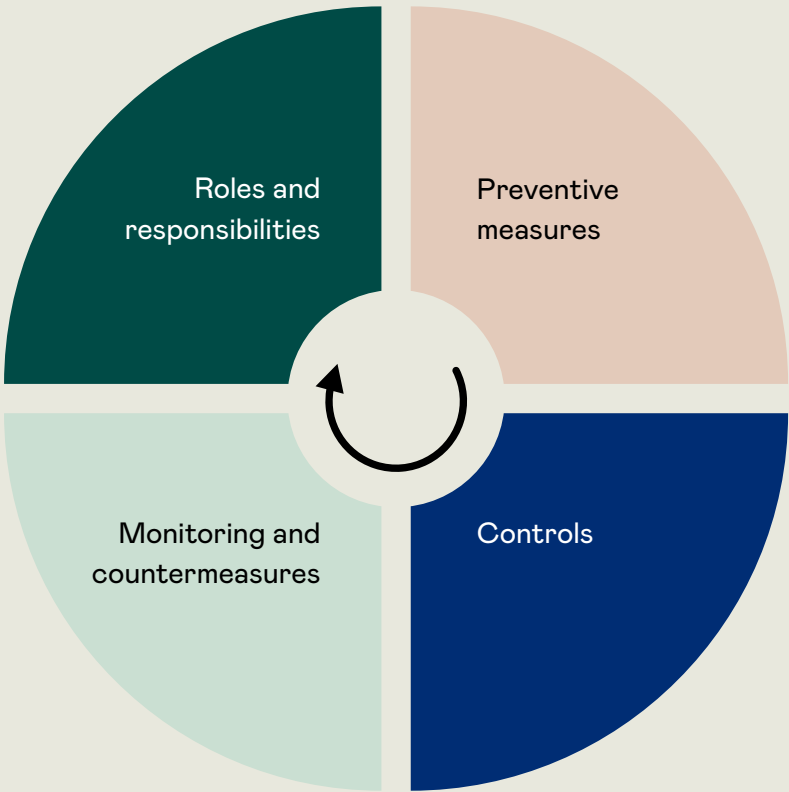 Roles and
responsibilities
Preventive
measures
Monitoring and
countermeasures
Controls